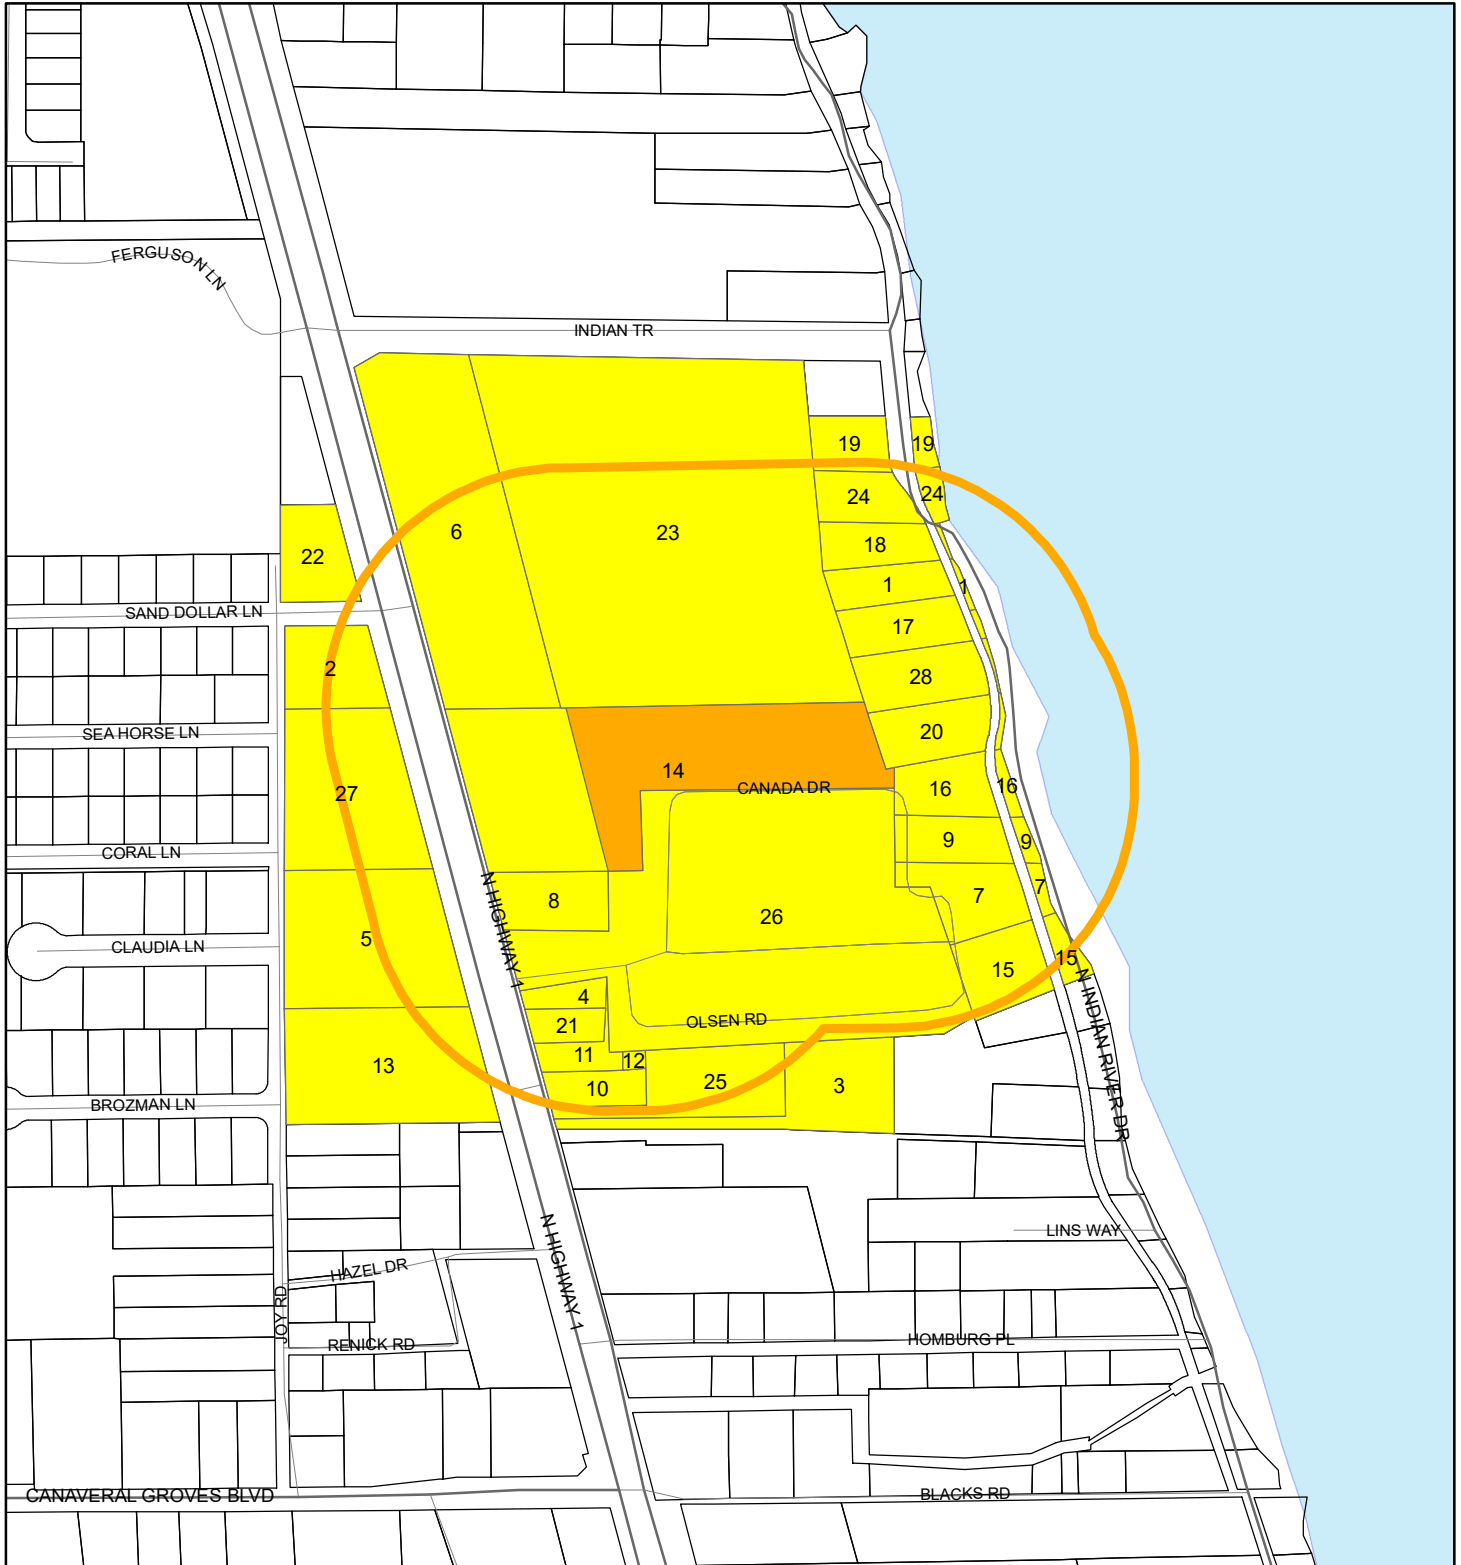 FERGUSON LN
INDIAN TR
19
19
24
24
6
23
18
22
1
1
SAND DOLLAR LN
17
2
28
20
SEA HORSE LN
14
CANADA DR
16
16
27
9
9
CORAL LN
7
7
8
N HIGHWAY 1
26
5
CLAUDIA LN
15
15
4
N INDIAN RIVER DR
21
OLSEN RD
11
12
13
10
25
3
BROZMAN LN
LINS WAY
N HIGHWAY 1
HAZEL DR
JOY RD
RENICK RD
HOMBURG PL
CANAVERAL GROVES BLVD
BLACKS RD